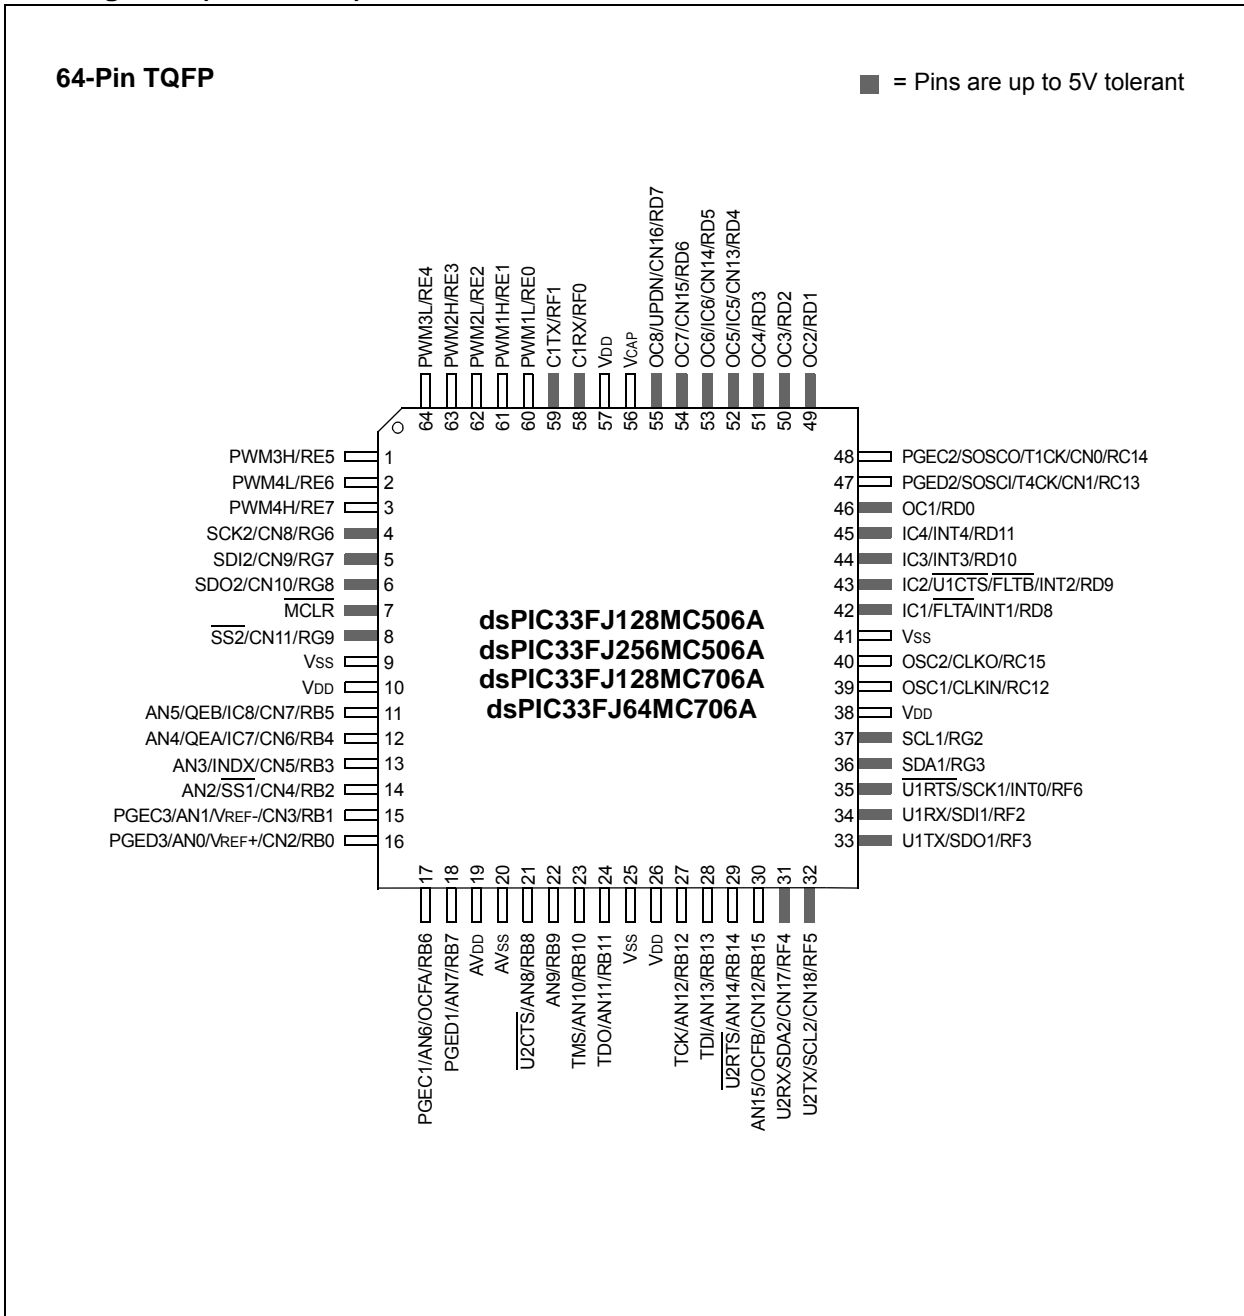 64-Pin TQFP
= Pins are up to 5V tolerant
PWM3L/RE4
PWM2H/RE3
PWM2L/RE2
PWM1H/RE1
PWM1L/RE0
C1TX/RF1
C1RX/RF0
VDD
VCAP
OC8/UPDN/CN16/RD7
OC7/CN15/RD6
OC6/IC6/CN14/RD5
OC5/IC5/CN13/RD4
OC4/RD3
OC3/RD2
OC2/RD1
64
63
62
61
60
59
58
57
56
55
54
53
52
51
50
49
PWM3H/RE5 1
PWM4L/RE6 2
PWM4H/RE7 3
SCK2/CN8/RG6 4
SDI2/CN9/RG7 5
SDO2/CN10/RG8 6
MCLR 7
SS2/CN11/RG9 8
VSS 9
VDD 10
AN5/QEB/IC8/CN7/RB5 11
AN4/QEA/IC7/CN6/RB4 12
AN3/INDX/CN5/RB3 13
AN2/SS1/CN4/RB2 14
PGEC3/AN1/VREF-/CN3/RB1 15
PGED3/AN0/VREF+/CN2/RB0 16
dsPIC33FJ128MC506A
dsPIC33FJ256MC506A
dsPIC33FJ128MC706A
dsPIC33FJ64MC706A
48 PGEC2/SOSCO/T1CK/CN0/RC14
47 PGED2/SOSCI/T4CK/CN1/RC13
46 OC1/RD0
45 IC4/INT4/RD11
44 IC3/INT3/RD10
43 IC2/U1CTS/FLTB/INT2/RD9
42 IC1/FLTA/INT1/RD8
41 VSS
40 OSC2/CLKO/RC15
39 OSC1/CLKIN/RC12
38 VDD
37 SCL1/RG2
36 SDA1/RG3
35 U1RTS/SCK1/INT0/RF6
34 U1RX/SDI1/RF2
33 U1TX/SDO1/RF3
17
18
19
20
21
22
23
24
25
26
27
28
29
30
31
32
PGEC1/AN6/OCFA/RB6
PGED1/AN7/RB7
AVDD
AVSS
U2CTS/AN8/RB8
AN9/RB9
TMS/AN10/RB10
TDO/AN11/RB11
VSS
VDD
TCK/AN12/RB12
TDI/AN13/RB13
U2RTS/AN14/RB14
AN15/OCFB/CN12/RB15
U2RX/SDA2/CN17/RF4
U2TX/SCL2/CN18/RF5